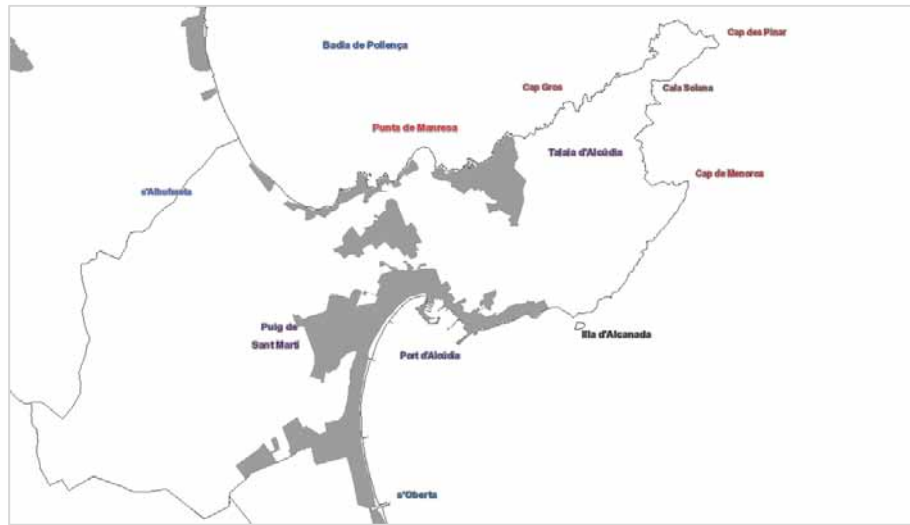 Cap des Pinar
Badia de Pollença
Cap Gros
Cala Solana
Punta de Manresa
Talaia d'Alcúdia
Cap de Menorca
s'Albufereta
Puig de
Sant Martí
Illa d'Alcanada
Port d'Alcúdia
s'Oberta